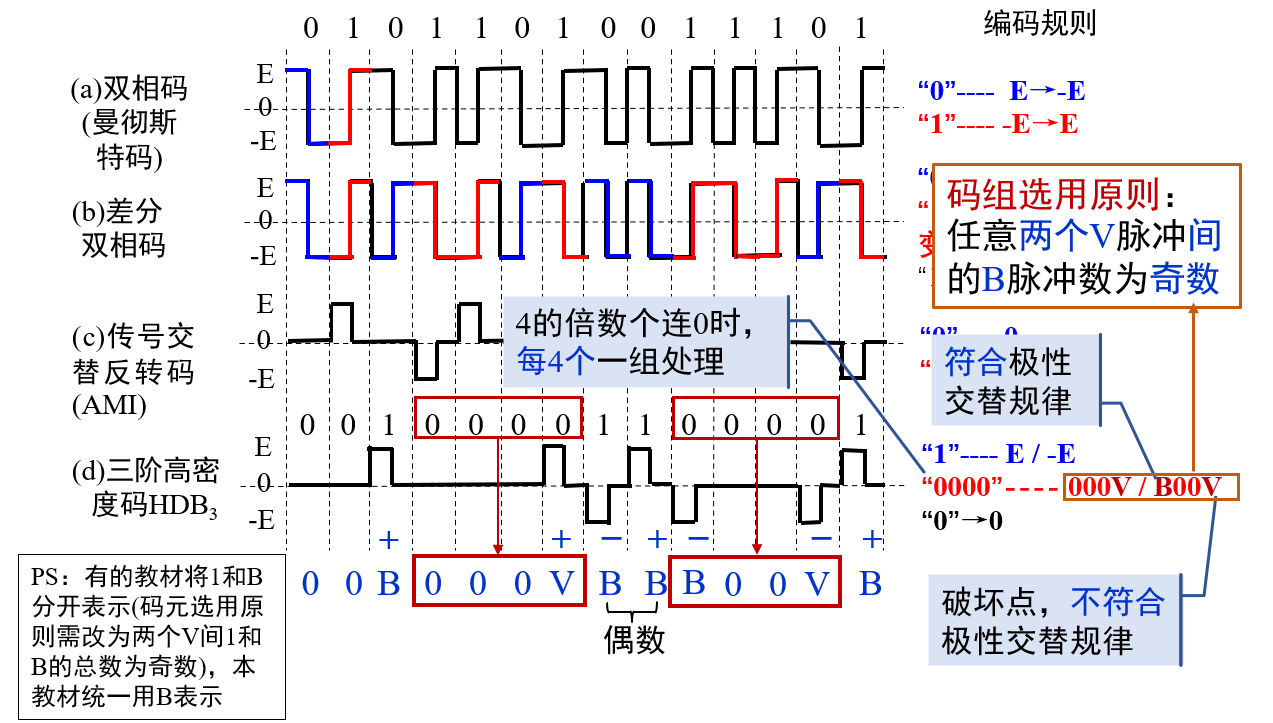 0 1 0 1 1 0 1 0 0 1 1 1 0 1
编码规则
(a)双相码
(曼彻斯
特码)
E
0
-E
“0”---- E→-E
“1”---- -E→E
(b)差分
双相码
E
0
-E
码组选用原则：
任意两个V脉冲间
的B脉冲数为奇数
(c)传号交
替反转码
(AMI)
E
0
-E
4的倍数个连0时，
每4个一组处理
符合极性
交替规律
0 0 1 0 0 0 0 1 1 0 0 0 0 1
(d)三阶高密
度码HDB3
E
0
-E
“1”---- E / -E
“0000”----000V / B00V
“0”→0
+ + − + − − +
0 0 B 0 0 0 V B B B 0 0 V B
偶数
破坏点，不符合
极性交替规律
PS：有的教材将1和B
分开表示(码元选用原
则需改为两个V间1和
B的总数为奇数)，本
教材统一用B表示